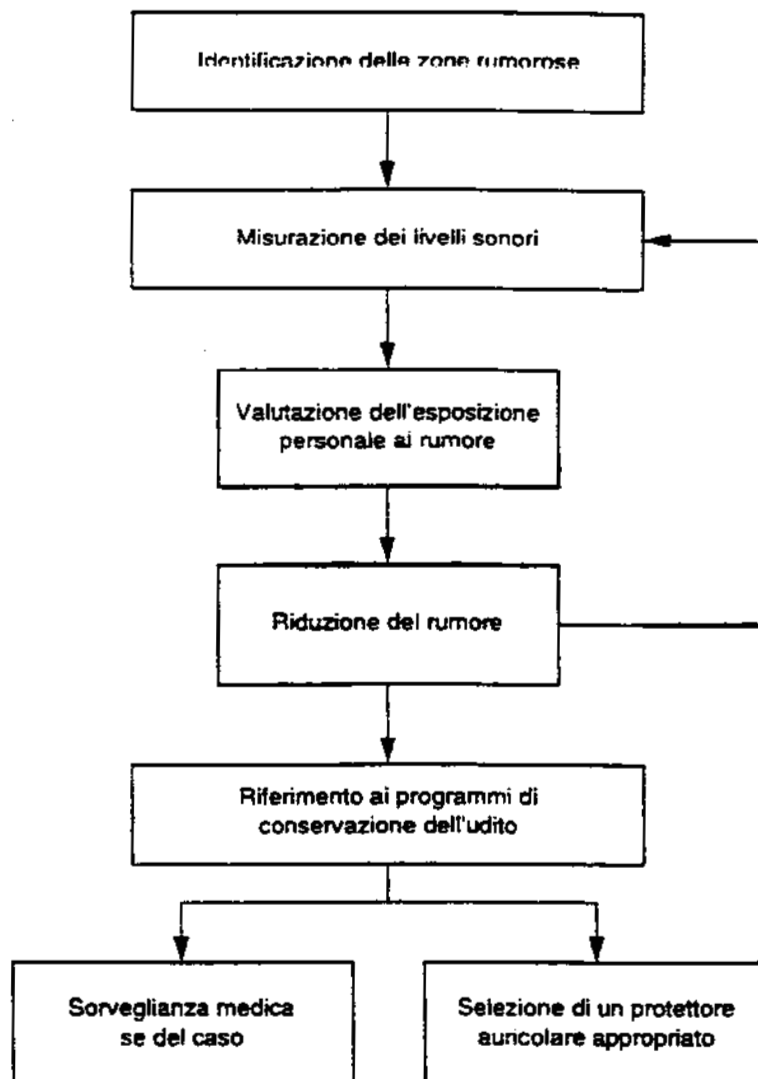 Identificazione delle zone rumorose
Misurazione dei livelli sonori
Valutazione dell'esposizione
personale al rumore
Riduzione del rumore
Riferimento ai programmi di
conservazione dell'udito
Sorveglianza medica
se del caso
Selezione di un protettore
auricolare appropriato